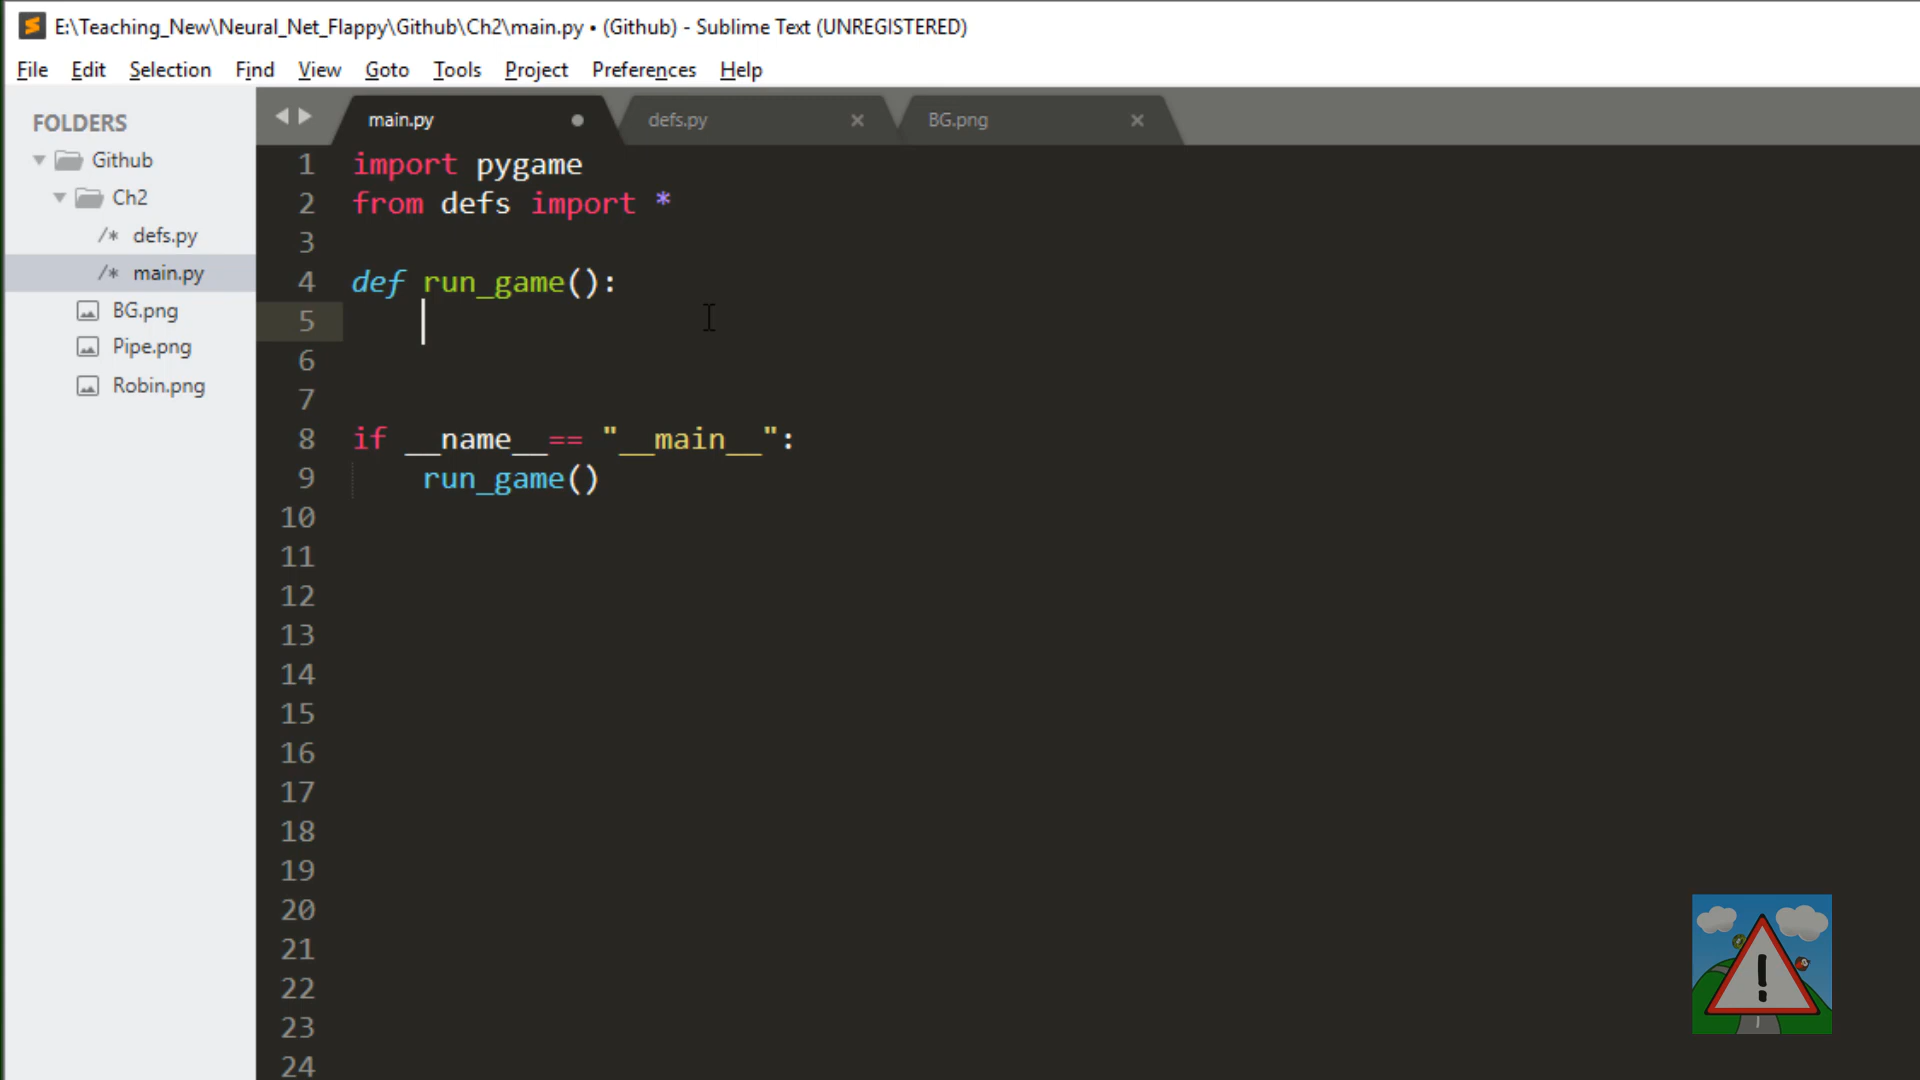 E:\Teaching_New\Neural_Net_Flappy\Github\Ch2\main.py • (Github) - Sublime Text (UNREGISTERED)
File Edit Selection Find View Goto Tools Project Preferences Help
FOLDERS
Github
Ch2
/* defs.py
/* main.py
BG.png
Pipe.png
Robin.png
main.py defs.py BG.png
1 import pygame
2 from defs import *
3
4 def run_game():
5
6
7
8 if __name__== "__main__":
9 run_game()
10
11
12
13
14
15
16
17
18
19
20
21
22
23
24
!